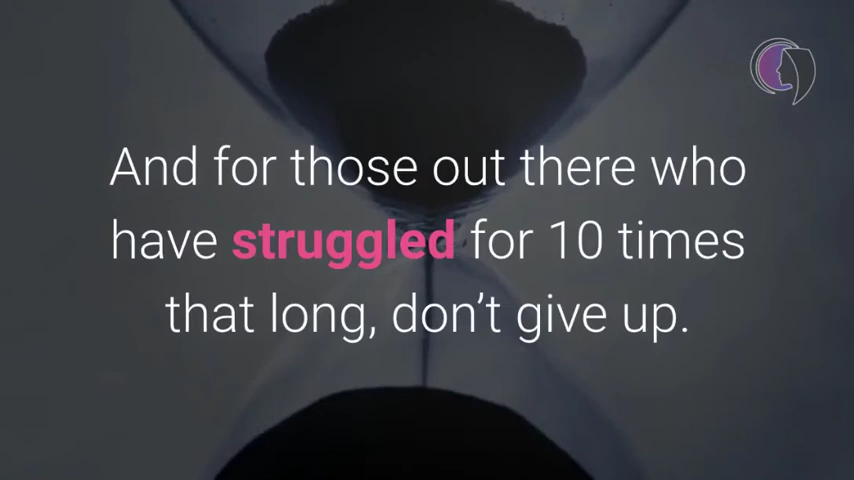 And for those out there who
have struggled for 10 times
that long, don’t give up.